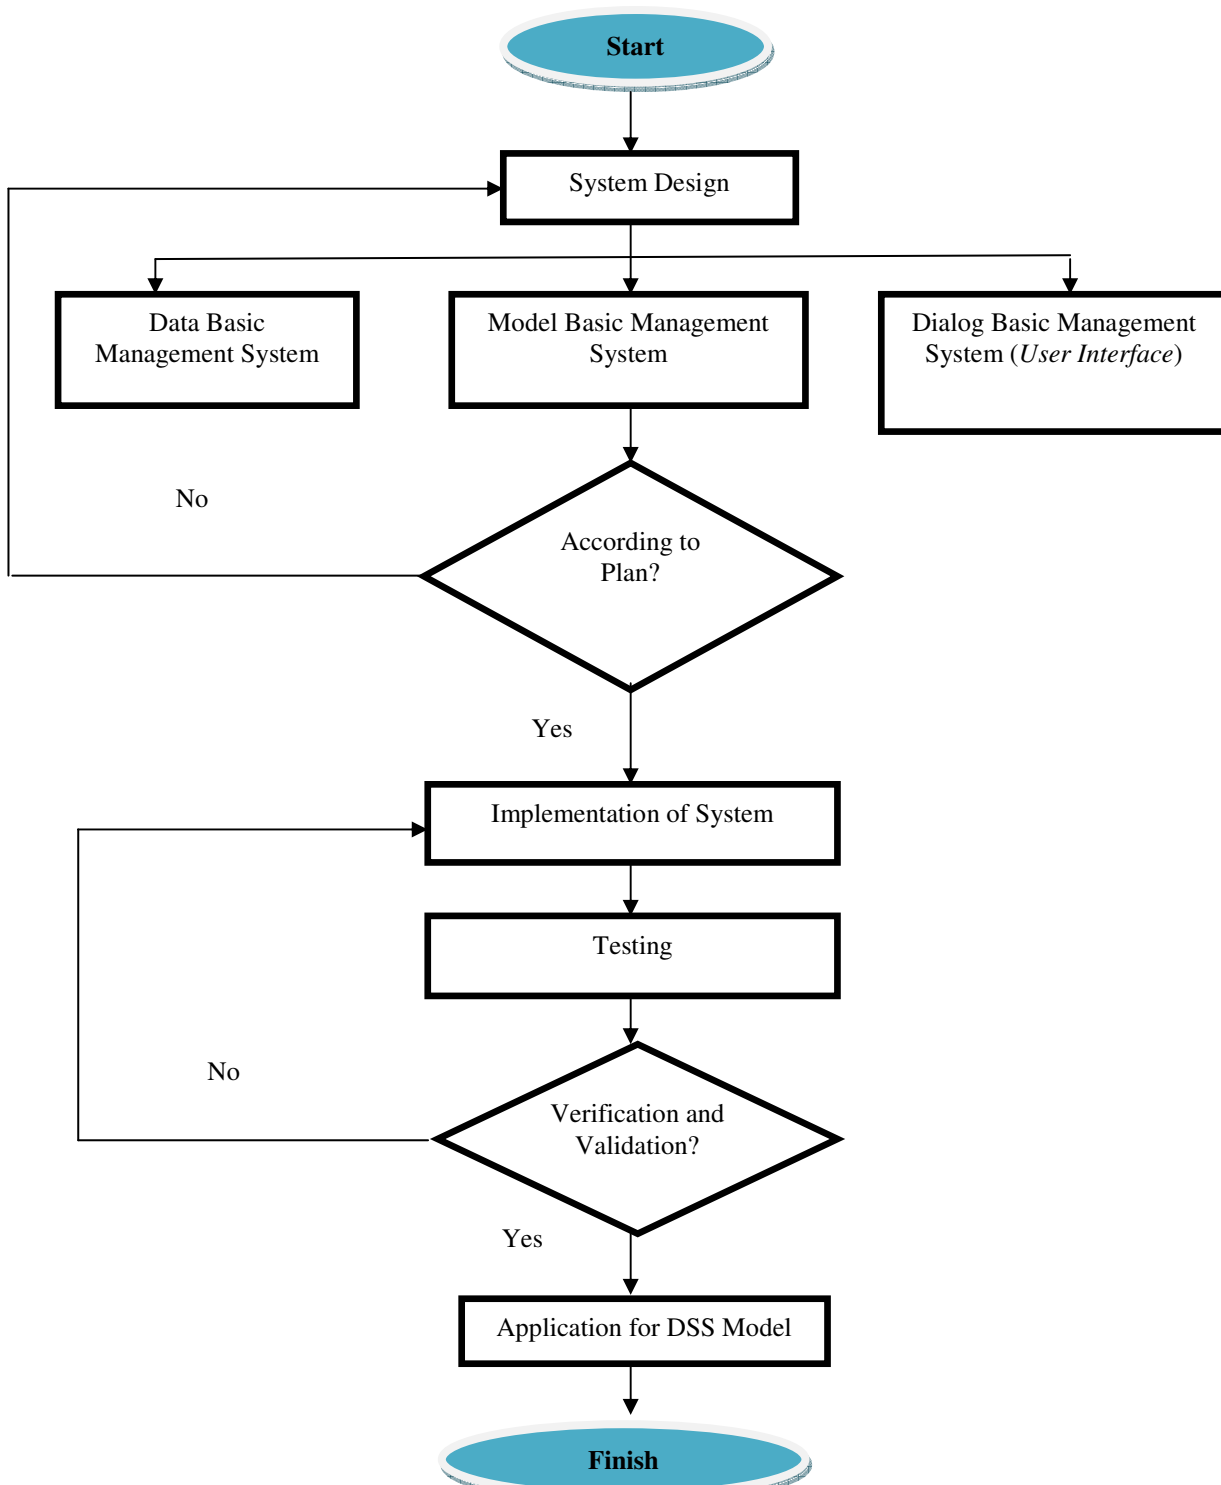 Start
System Design
Data Basic
Management System
Model Basic Management
System
Dialog Basic Management
System (User Interface)
No
According to
Plan?
Yes
Implementation of System
Testing
No
Verification and
Validation?
Yes
Application for DSS Model
Finish